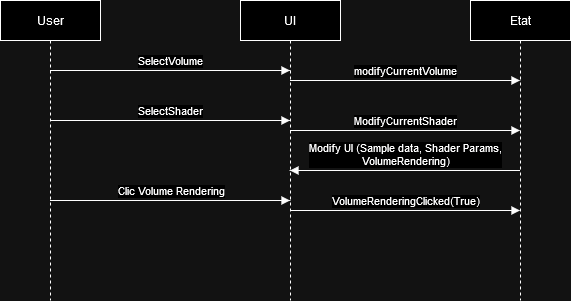 User
UI
Etat
SelectVolume
modifyCurrentVolume
SelectShader
ModifyCurrentShader
Modify UI (Sample data, Shader Params,
VolumeRendering)
Clic Volume Rendering
VolumeRenderingClicked(True)